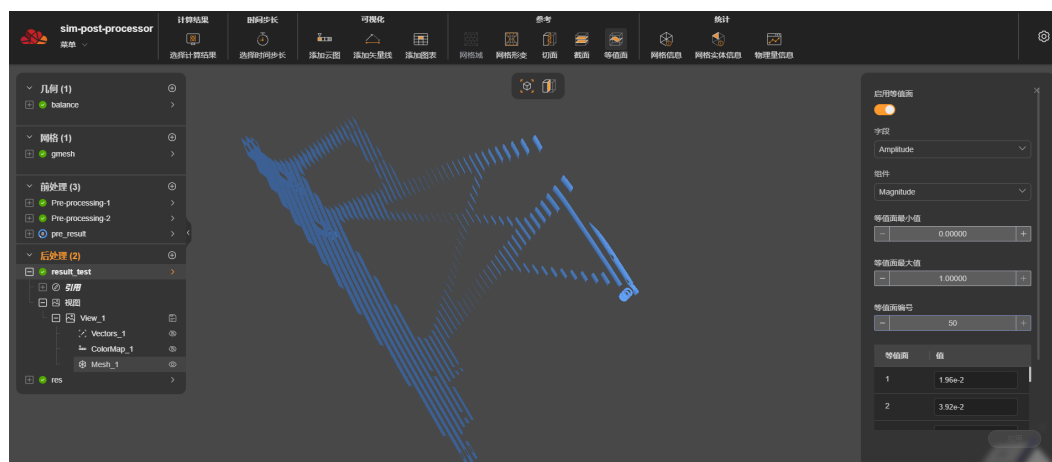 计算结果 时间步长 可视化 参考 统计
sim-post-processor
菜单
选择计算结果 选择时间步长 添加云图 添加矢量线 添加图表 网格域 网格形变 切面 截面 等值面 网格信息 网格实体信息 物理量信息
几何 (1)
balance
网格 (1)
gmesh
前处理 (3)
Pre-processing-1
Pre-processing-2
pre_result
后处理 (2)
result_test
引用
视图
View_1
Vectors_1
ColorMap_1
Mesh_1
res
启用等值面
字段
Amplitude
组件
Magnitude
等值面最小值
0.00000
等值面最大值
1.00000
等值面编号
50
等值面 值
1 1.96e-2
2 3.92e-2